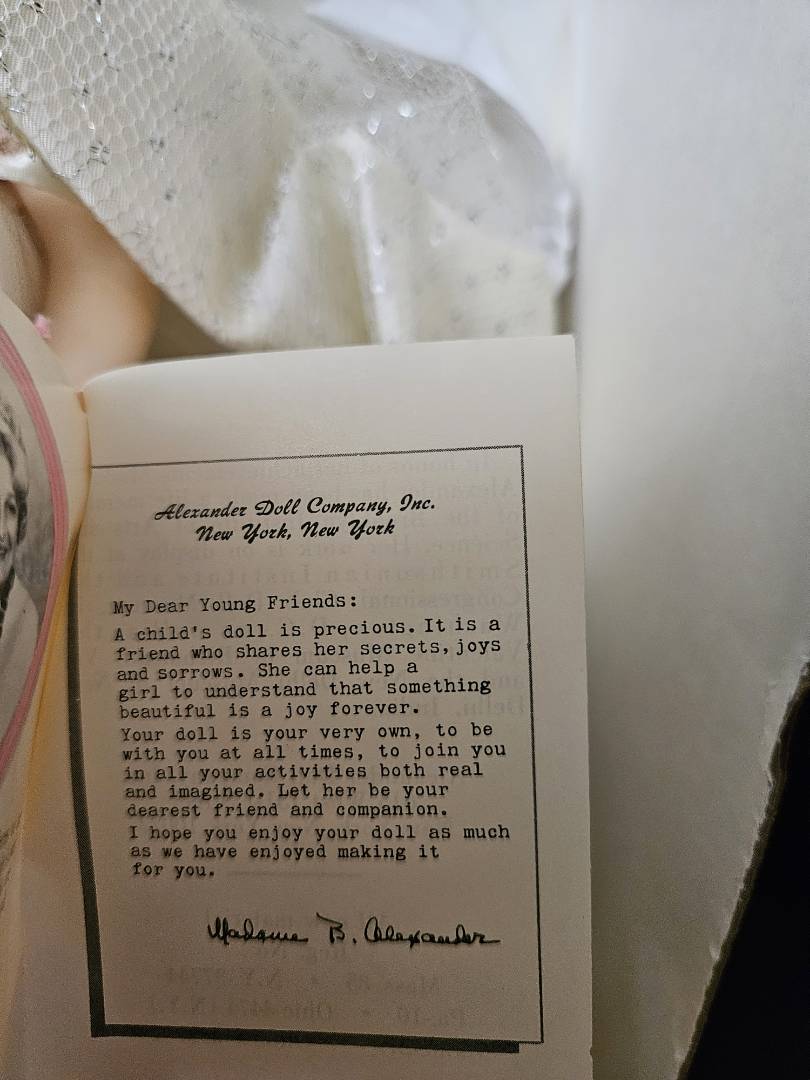 Alexander Doll Company, Inc.
New York, New York
My Dear Young Friends:
A child's doll is precious. It is a
friend who shares her secrets, joys
and sorrows. She can help a
girl to understand that something
beautiful is a joy forever.
Your doll is your very own, to be
with you at all times, to join you
in all your activities both real
and imagined. Let her be your
dearest friend and companion.
I hope you enjoy your doll as much
as we have enjoyed making it
for you.
Madame B. Alexander